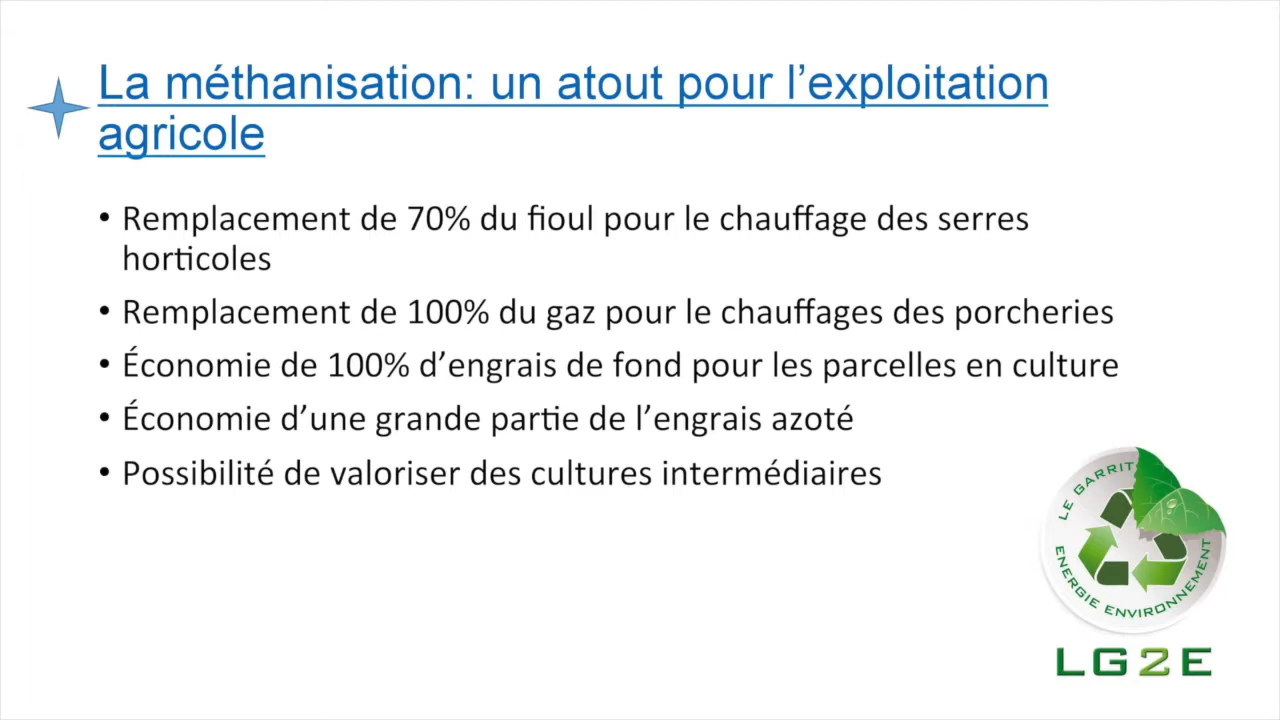 La méthanisation: un atout pour l’exploitation
agricole
• Remplacement de 70% du fioul pour le chauffage des serres
horticoles
• Remplacement de 100% du gaz pour le chauffages des porcheries
• Économie de 100% d’engrais de fond pour les parcelles en culture
• Économie d’une grande partie de l’engrais azoté
• Possibilité de valoriser des cultures intermédiaires
LE
ENERGIE ENVIRONNEMENT
LG2E